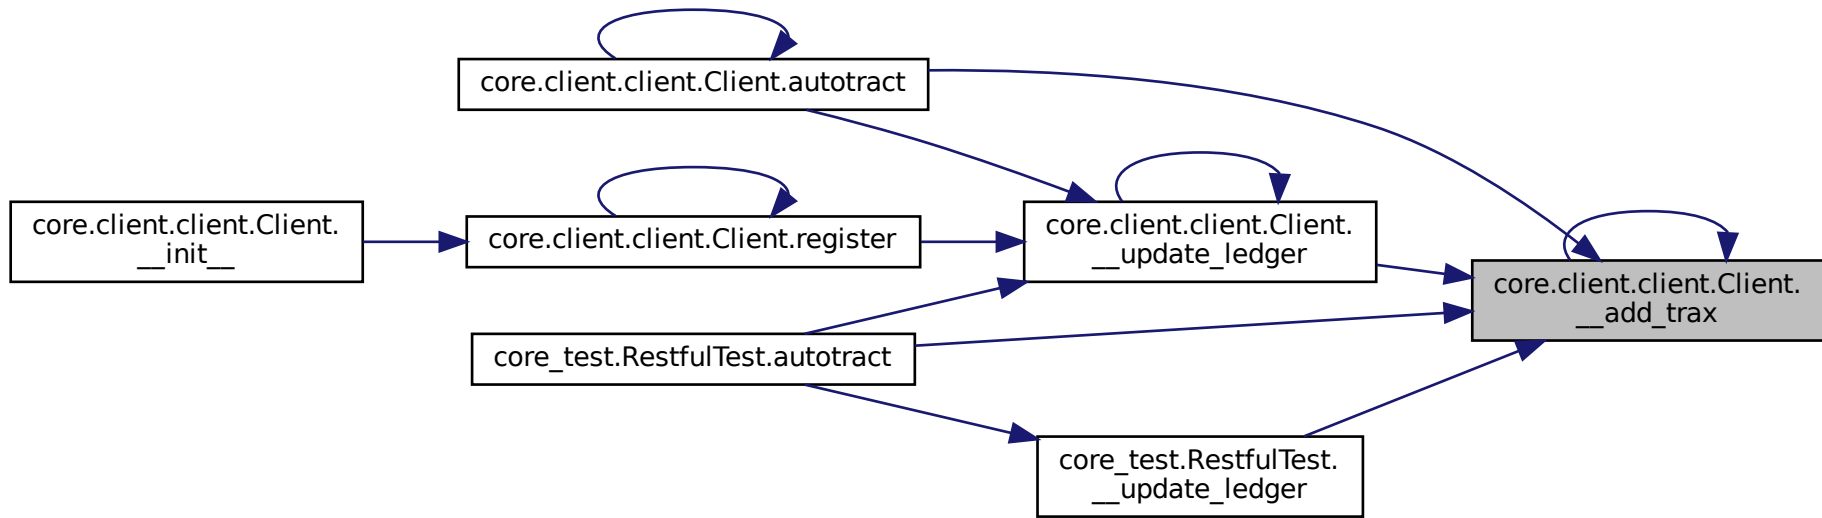 core.client.client.Client.autotract
core.client.client.Client.
__init__
core.client.client.Client.register
core.client.client.Client.
__update_ledger
core.client.client.Client.
__add_trax
core_test.RestfulTest.autotract
core_test.RestfulTest.
__update_ledger